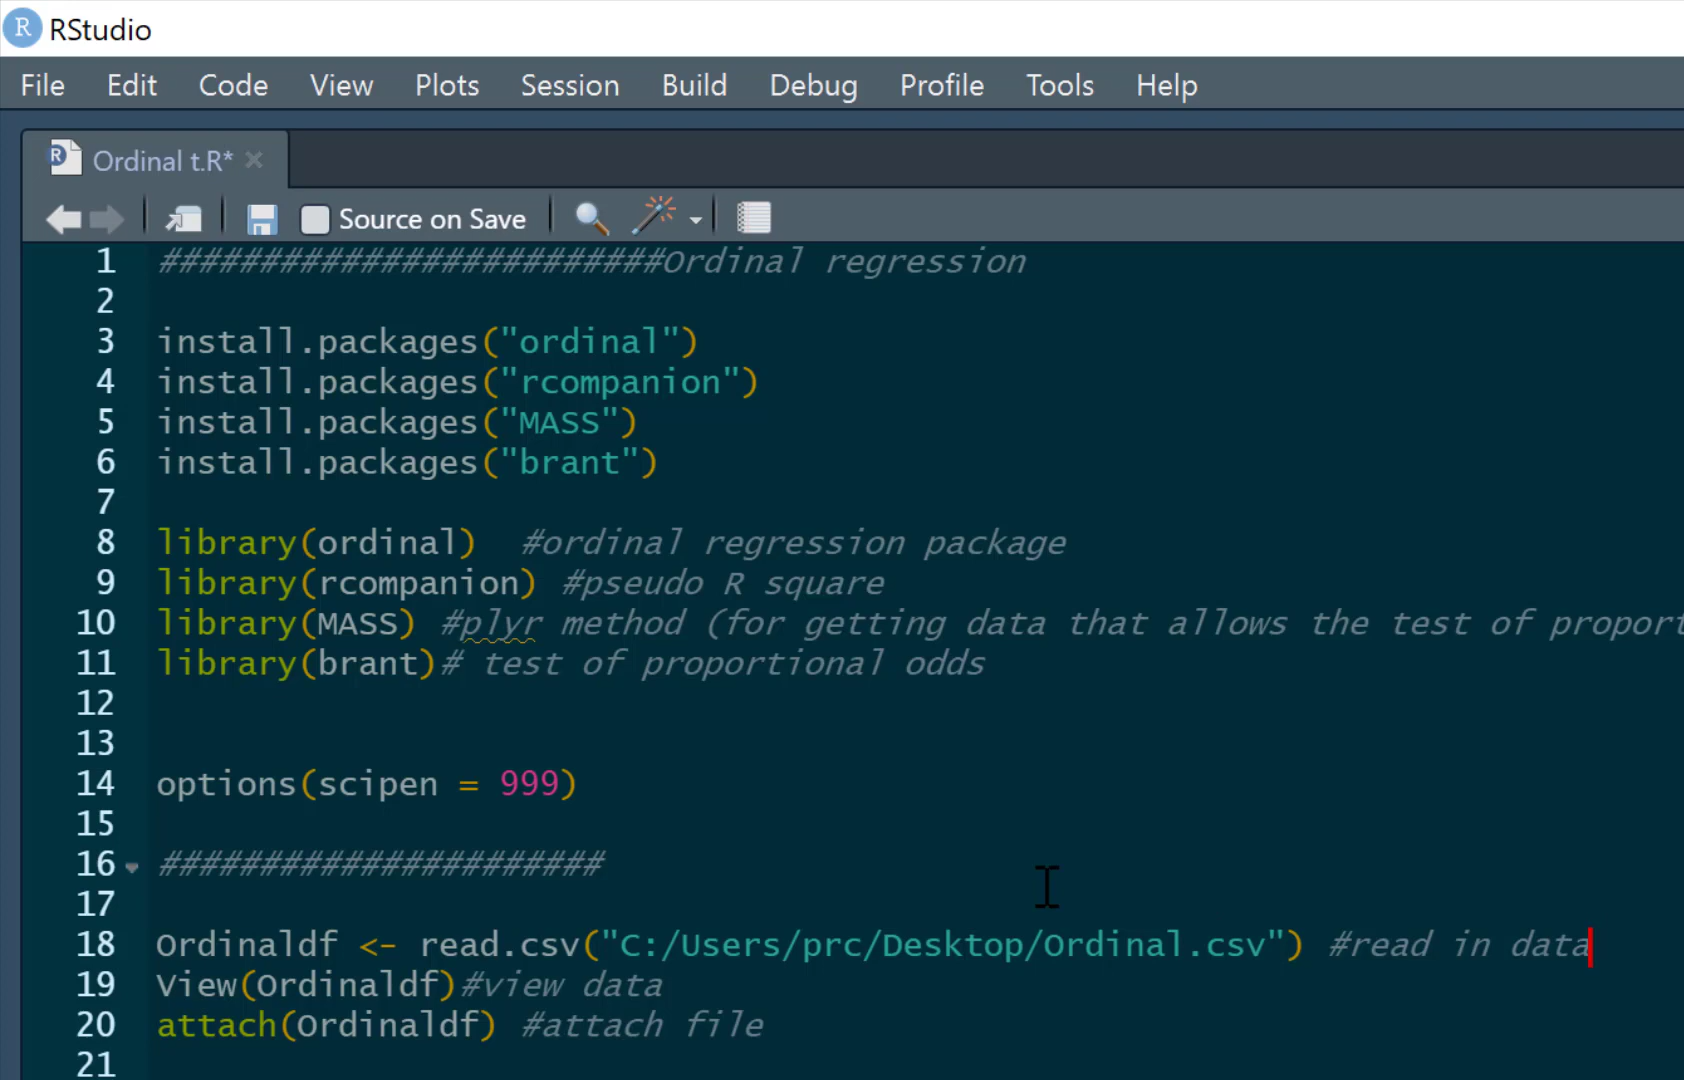 R RStudio
File Edit Code View Plots Session Build Debug Profile Tools Help
R Ordinal t.R*
Source on Save
1 #########################Ordinal regression
2
3 install.packages("ordinal")
4 install.packages("rcompanion")
5 install.packages("MASS")
6 install.packages("brant")
7
8 library(ordinal)  #ordinal regression package
9 library(rcompanion) #pseudo R square
10 library(MASS) #plyr method (for getting data that allows the test of proport
11 library(brant)# test of proportional odds
12
13
14 options(scipen = 999)
15
16 ######################
17
18 Ordinaldf <- read.csv("C:/Users/prc/Desktop/Ordinal.csv") #read in data
19 View(Ordinaldf)#view data
20 attach(Ordinaldf) #attach file
21